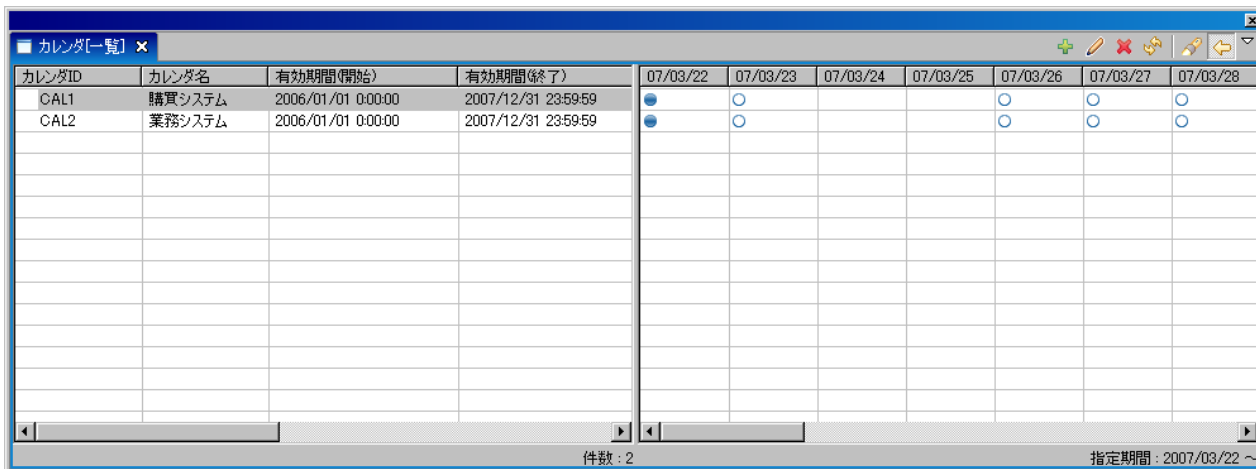 カレンダ[一覧]
カレンダID カレンダ名 有効期間(開始) 有効期間(終了) 07/03/22 07/03/23 07/03/24 07/03/25 07/03/26 07/03/27 07/03/28
CAL1 購買システム 2006/01/01 0:00:00 2007/12/31 23:59:59
CAL2 業務システム 2006/01/01 0:00:00 2007/12/31 23:59:59
件数 : 2 指定期間 : 2007/03/22 ～